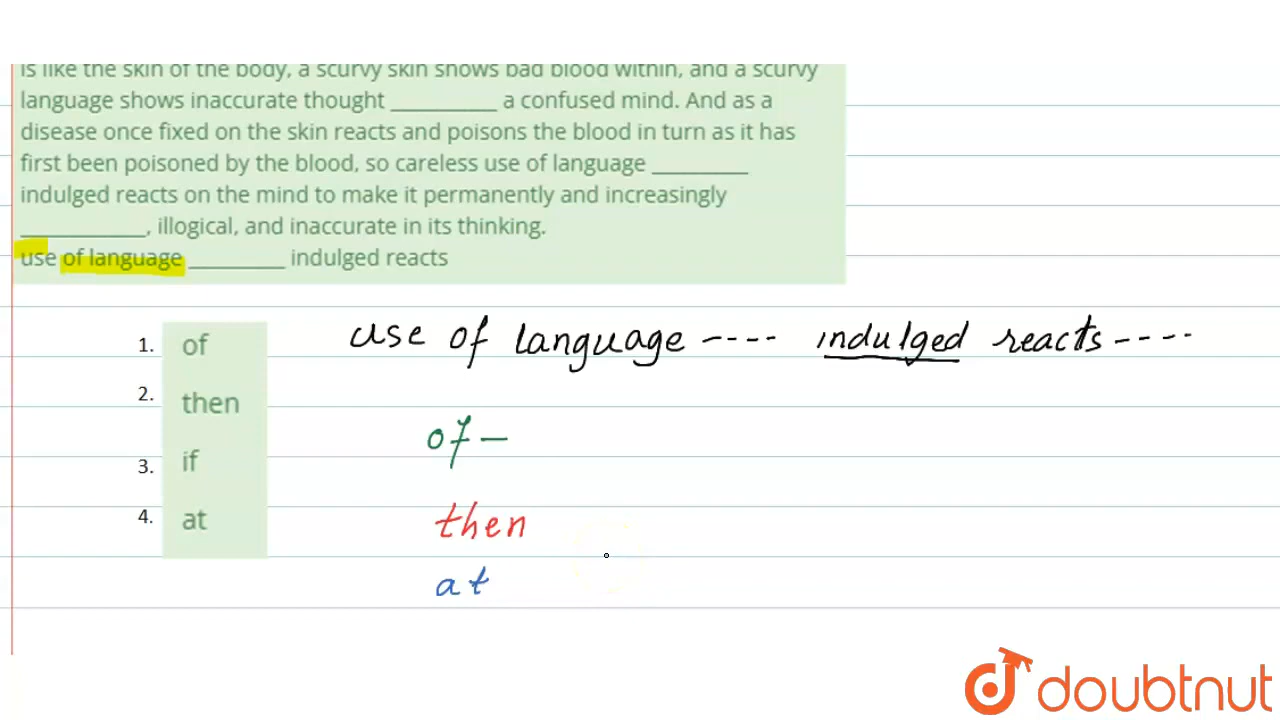 is like the skin of the body, a scurvy skin shows bad blood within, and a scurvy
language shows inaccurate thought __________ a confused mind. And as a
disease once fixed on the skin reacts and poisons the blood in turn as it has
first been poisoned by the blood, so careless use of language _________
indulged reacts on the mind to make it permanently and increasingly
____________, illogical, and inaccurate in its thinking.
use of language _________ indulged reacts
1. of
2. then
3. if
4. at
use of language ---- indulged reacts ----
of –
then
at
doubtnut